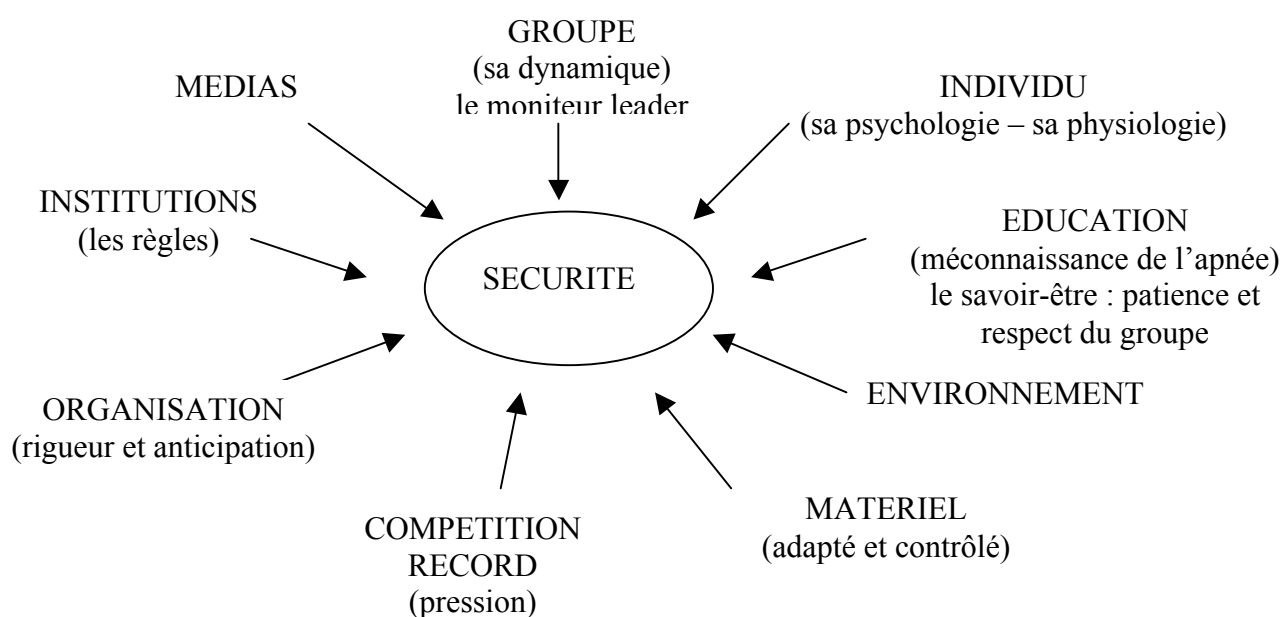 GROUPE
(sa dynamique)
le moniteur leader
MEDIAS
INDIVIDU
(sa psychologie – sa physiologie)
INSTITUTIONS
(les règles)
EDUCATION
(méconnaissance de l’apnée)
le savoir-être : patience et
respect du groupe
SECURITE
ENVIRONNEMENT
ORGANISATION
(rigueur et anticipation)
MATERIEL
(adapté et contrôlé)
COMPETITION
RECORD
(pression)